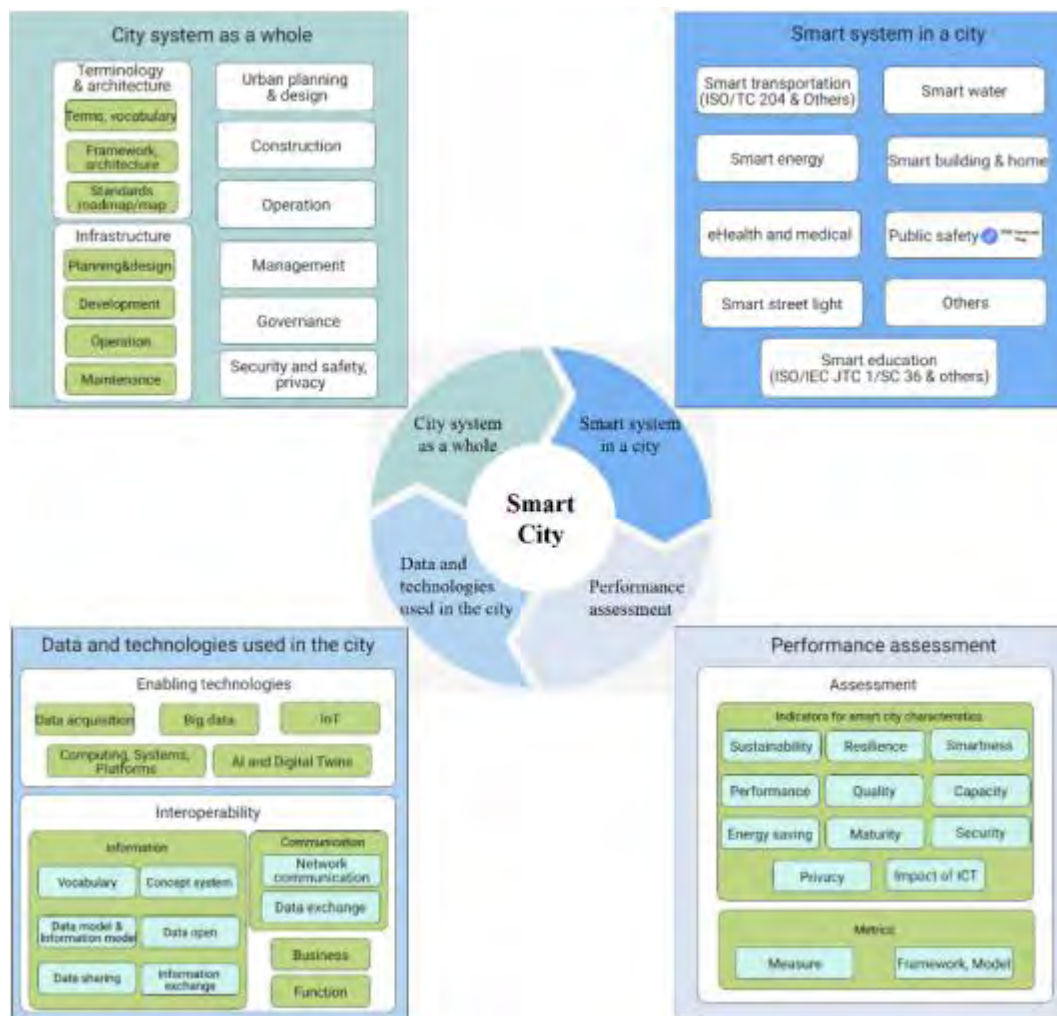 City system as a whole
Terminology
& architecture
Terms, vocabulary
Framework,
architecture
Standards
roadmap/map
Infrastructure
Planning&design
Development
Operation
Maintenance
Urban planning
& design
Construction
Operation
Management
Governance
Security and safety,
privacy
Smart system in a city
Smart transportation
(ISO/TC 204 & Others)
Smart water
Smart energy
Smart building & home
eHealth and medical
Public safety
Smart street light
Others
Smart education
(ISO/IEC JTC 1/SC 36 & others)
City system
as a whole
Smart system
in a city
Smart
City
Data and
technologies
used in the city
Performance
assessment
Data and technologies used in the city
Enabling technologies
Data acquisition
Big data
IoT
Computing, Systems,
Platforms
AI and Digital Twins
Interoperability
Information
Vocabulary
Concept system
Data model &
Information model
Data open
Data sharing
Information
exchange
Communication
Network
communication
Data exchange
Business
Function
Performance assessment
Assessment
Indicators for smart city characteristics
Sustainability
Resilience
Smartness
Performance
Quality
Capacity
Energy saving
Maturity
Security
Privacy
Impact of ICT
Metrics
Measure
Framework, Model